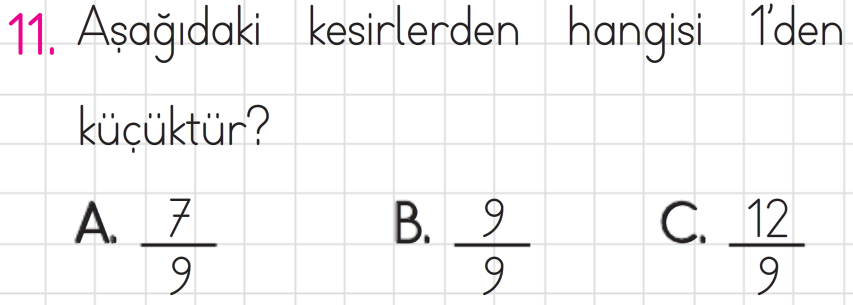 11. Aşağıdaki kesirlerden hangisi 1'den
küçüktür?
A. 7/9 B. 9/9 C. 12/9